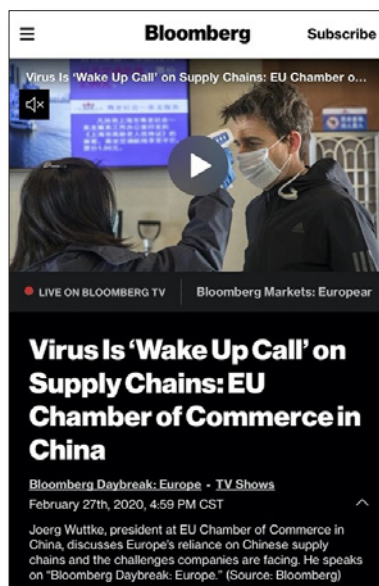 Bloomberg
Subscribe
Virus Is ‘Wake Up Call’ on Supply Chains: EU Chamber o...
LIVE ON BLOOMBERG TV
Bloomberg Markets: Europear
Virus Is ‘Wake Up Call’ on
Supply Chains: EU
Chamber of Commerce in
China
Bloomberg Daybreak: Europe • TV Shows
February 27th, 2020, 4:59 PM CST
Joerg Wuttke, president at EU Chamber of Commerce in
China, discusses Europe's reliance on Chinese supply
chains and the challenges companies are facing. He speaks
on "Bloomberg Daybreak: Europe." (Source: Bloomberg)